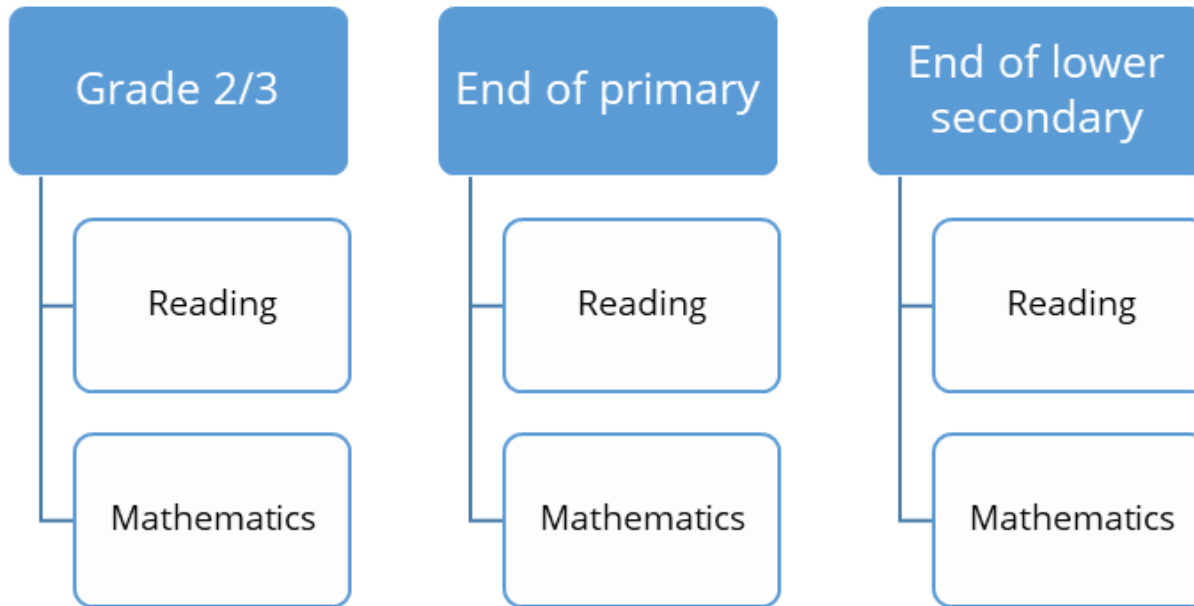 Grade 2/3
Reading
Mathematics
End of primary
Reading
Mathematics
End of lower
secondary
Reading
Mathematics